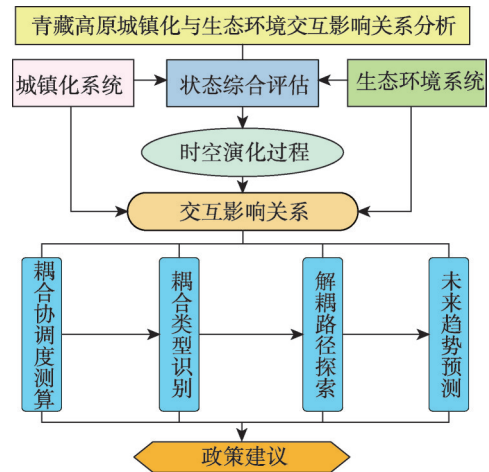 青藏高原城镇化与生态环境交互影响关系分析
城镇化系统
状态综合评估
生态环境系统
时空演化过程
交互影响关系
耦合协调度测算
耦合类型识别
解耦路径探索
未来趋势预测
政策建议